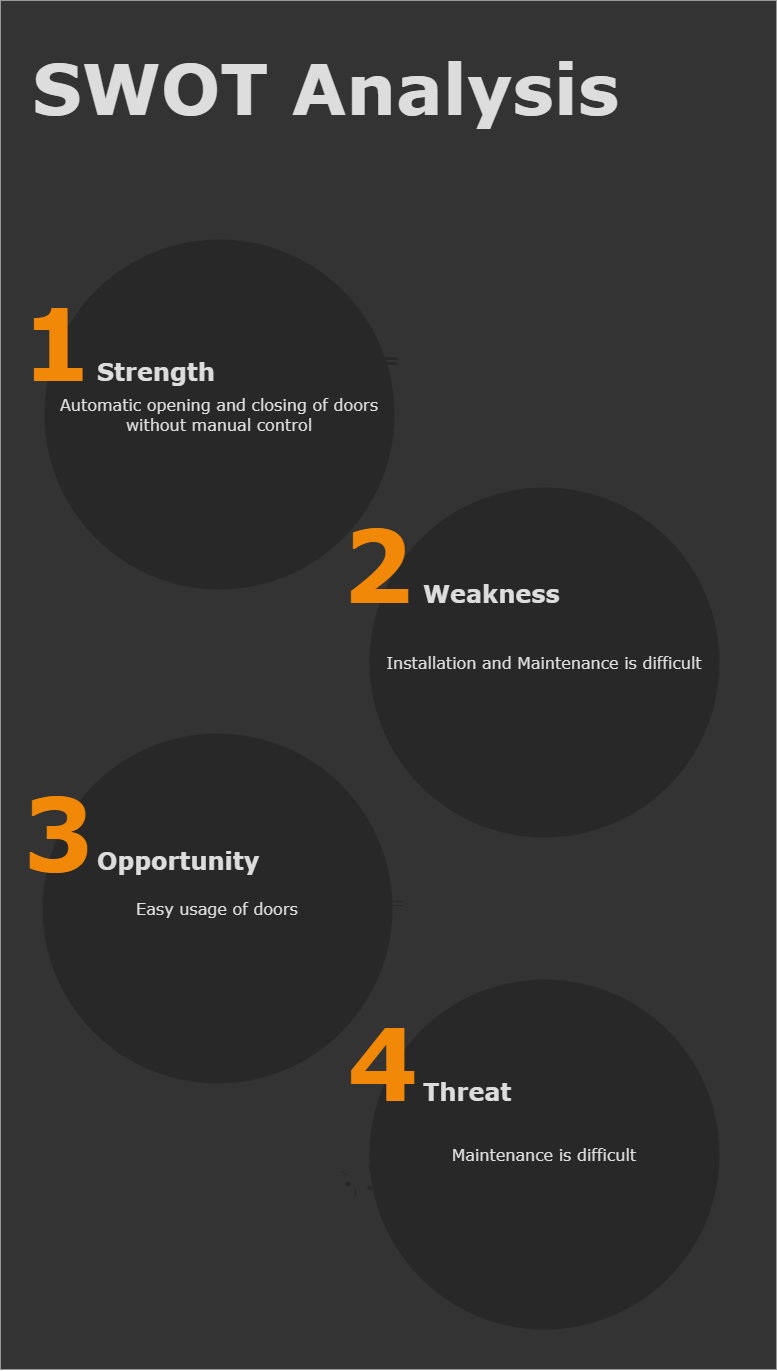 SWOT Analysis
1 Strength
Automatic opening and closing of doors
without manual control
2 Weakness
Installation and Maintenance is difficult
3 Opportunity
Easy usage of doors
4 Threat
Maintenance is difficult